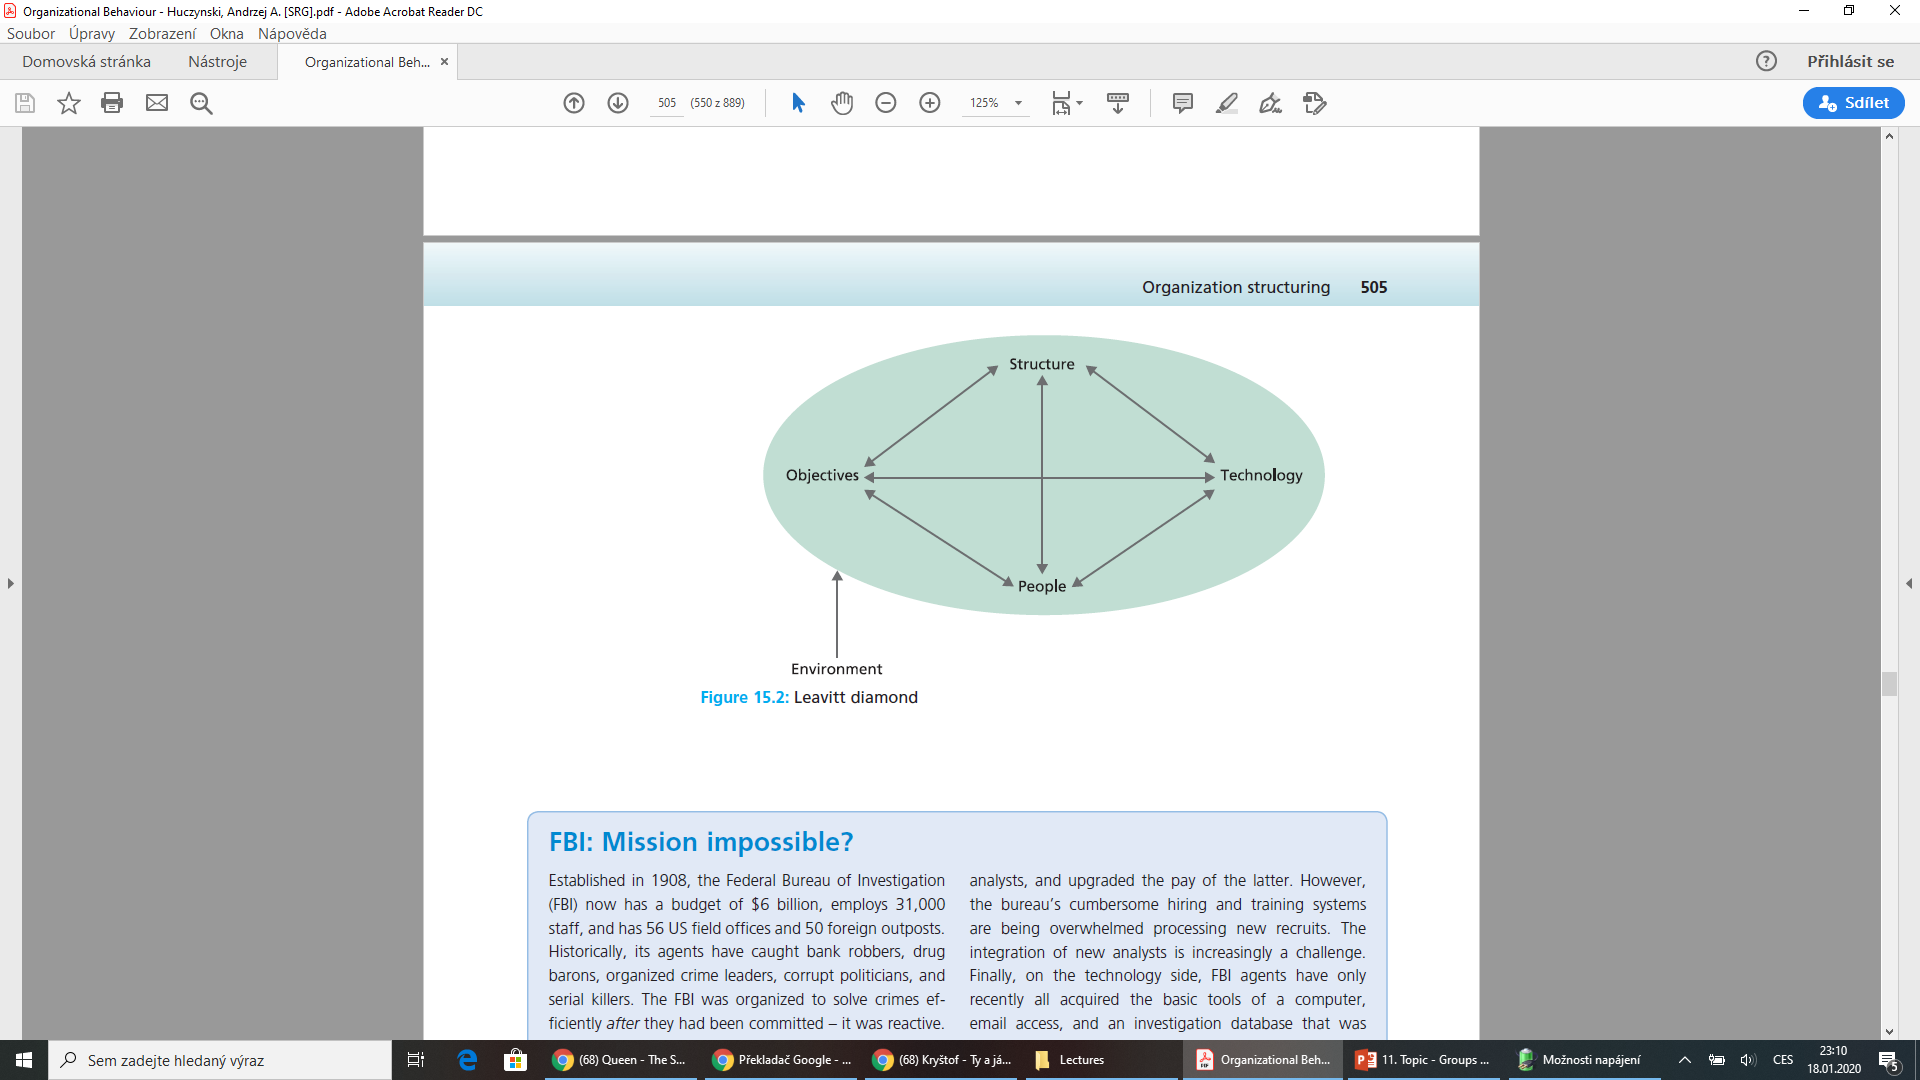 Organizational Behaviour - Huczynski, Andrzej A. [SRG].pdf - Adobe Acrobat Reader DC
Soubor Úpravy Zobrazení Okna Nápověda
Domovská stránka Nástroje Organizational Beh... × ? Přihlásit se
505 (550 z 889) 125% Sdílet
Organization structuring 505
Structure
Objectives Technology
People
Environment
Figure 15.2: Leavitt diamond
FBI: Mission impossible?
Established in 1908, the Federal Bureau of Investigation
(FBI) now has a budget of $6 billion, employs 31,000
staff, and has 56 US field offices and 50 foreign outposts.
Historically, its agents have caught bank robbers, drug
barons, organized crime leaders, corrupt politicians, and
serial killers. The FBI was organized to solve crimes ef-
ficiently after they had been committed – it was reactive.
analysts, and upgraded the pay of the latter. However,
the bureau's cumbersome hiring and training systems
are being overwhelmed processing new recruits. The
integration of new analysts is increasingly a challenge.
Finally, on the technology side, FBI agents have only
recently all acquired the basic tools of a computer,
email access, and an investigation database that was
Sem zadejte hledaný výraz (68) Queen - The S... Překladač Google - ... (68) Kryštof - Ty a já... Lectures Organizational Beh... 11. Topic - Groups ... Možnosti napájení CES 23:10
18.01.2020 5